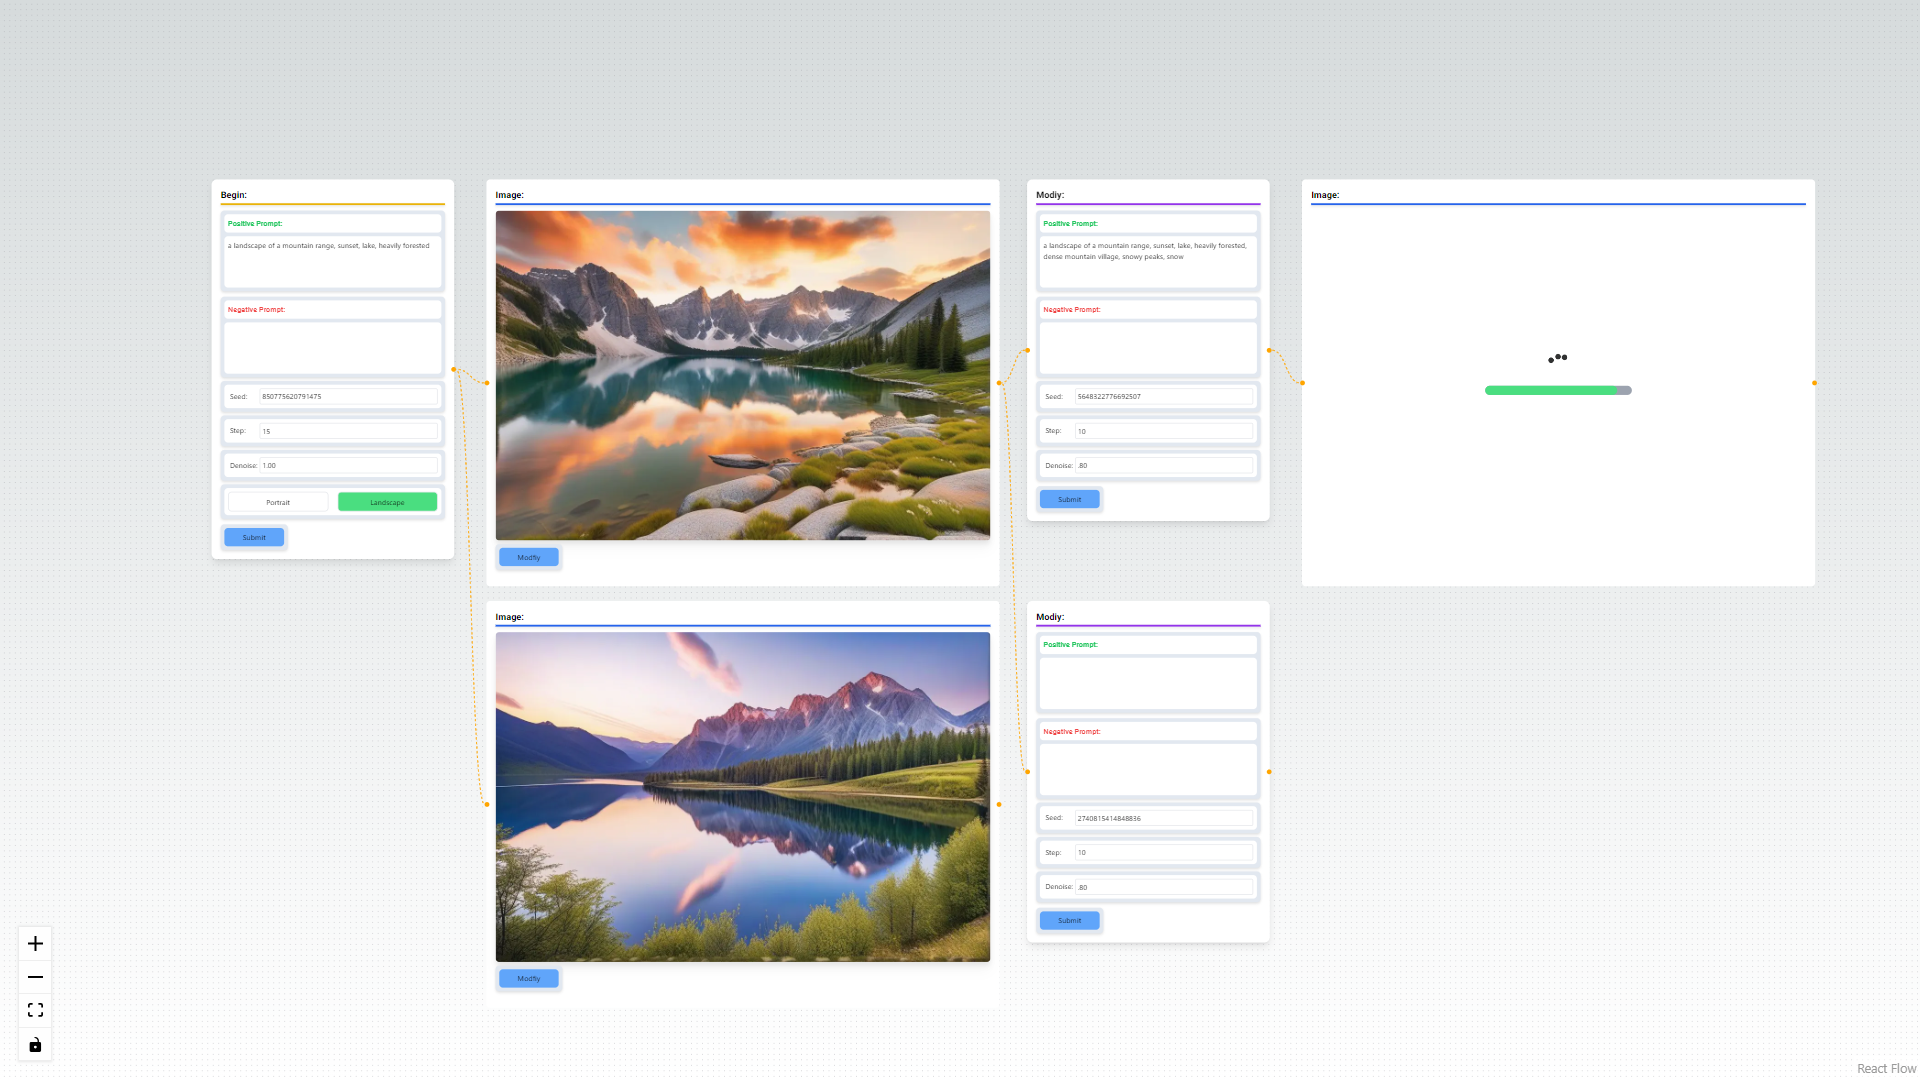 Begin:
Positive Prompt:
a landscape of a mountain range, sunset, lake, heavily forested
Negative Prompt:
Seed: 850775620791475
Step: 15
Denoise: 1.00
Portrait Landscape
Submit
Image:
Modfiy
Image:
Modfiy
Modiy:
Positive Prompt:
a landscape of a mountain range, sunset, lake, heavily forested,
dense mountain village, snowy peaks, snow
Negative Prompt:
Seed: 5648322776692507
Step: 10
Denoise: .80
Submit
Modiy:
Positive Prompt:
Negative Prompt:
Seed: 2740815414848836
Step: 10
Denoise: .80
Submit
Image:
React Flow